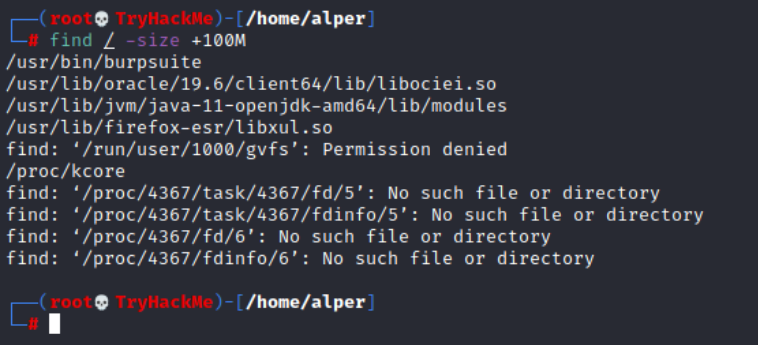 ┌──(root💀TryHackMe)-[/home/alper]
└─# find / -size +100M
/usr/bin/burpsuite
/usr/lib/oracle/19.6/client64/lib/libociei.so
/usr/lib/jvm/java-11-openjdk-amd64/lib/modules
/usr/lib/firefox-esr/libxul.so
find: ‘/run/user/1000/gvfs’: Permission denied
/proc/kcore
find: ‘/proc/4367/task/4367/fd/5’: No such file or directory
find: ‘/proc/4367/task/4367/fdinfo/5’: No such file or directory
find: ‘/proc/4367/fd/6’: No such file or directory
find: ‘/proc/4367/fdinfo/6’: No such file or directory
┌──(root💀TryHackMe)-[/home/alper]
└─#